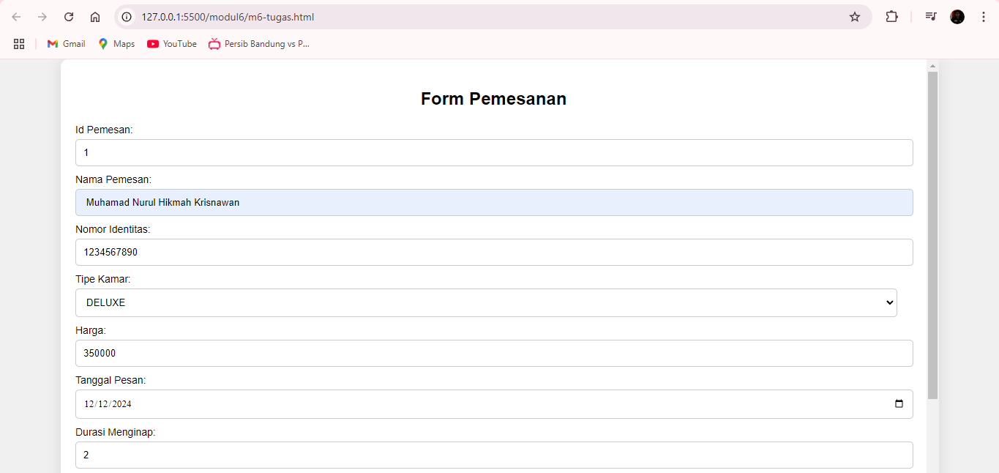 127.0.0.1:5500/modul6/m6-tugas.html
Gmail Maps YouTube Persib Bandung vs P...
Form Pemesanan
Id Pemesan:
1
Nama Pemesan:
Muhamad Nurul Hikmah Krisnawan
Nomor Identitas:
1234567890
Tipe Kamar:
DELUXE
Harga:
350000
Tanggal Pesan:
12/12/2024
Durasi Menginap:
2